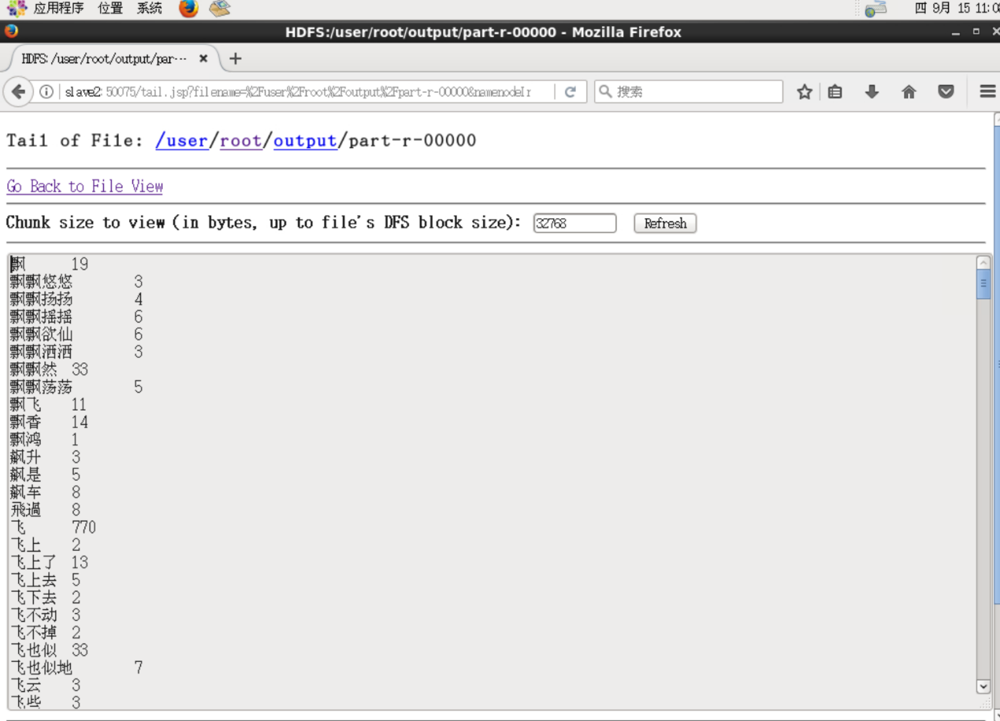 应用程序 位置 系统 四 9月 15 11:0
HDFS:/user/root/output/part-r-00000 - Mozilla Firefox
HDFS:/user/root/output/par···
slave2:50075/tail.jsp?filename=%2Fuser%2Froot%2Foutput%2Fpart-r-00000&namenodeIr 搜索
Tail of File: /user/root/output/part-r-00000
Go Back to File View
Chunk size to view (in bytes, up to file's DFS block size): 32768 Refresh
飘 19
飘飘悠悠 3
飘飘扬扬 4
飘飘摇摇 6
飘飘欲仙 6
飘飘洒洒 3
飘飘然 33
飘飘荡荡 5
飘飞 11
飘香 14
飘鸿 1
飙升 3
飙是 5
飙车 8
飛過 8
飞 770
飞上 2
飞上了 13
飞上去 5
飞下去 2
飞不动 3
飞不掉 2
飞也似 33
飞也似地 7
飞云 3
飞些 3